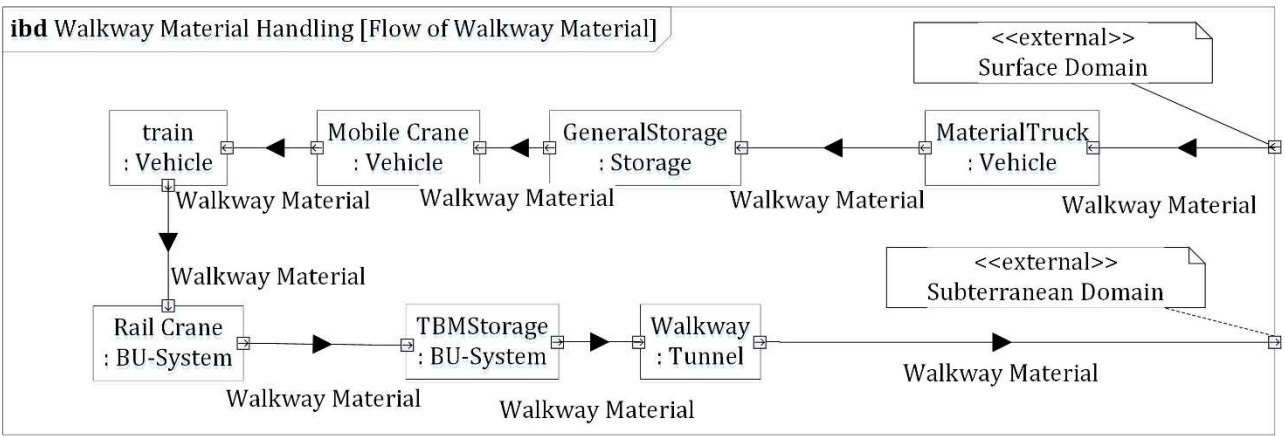 ibd Walkway Material Handling [Flow of Walkway Material]
<<external>>
Surface Domain
train
: Vehicle
Mobile Crane
: Vehicle
GeneralStorage
: Storage
MaterialTruck
: Vehicle
Walkway Material
Walkway Material
Walkway Material
Walkway Material
Walkway Material
<<external>>
Subterranean Domain
Rail Crane
: BU-System
TBMStorage
: BU-System
Walkway
: Tunnel
Walkway Material
Walkway Material
Walkway Material